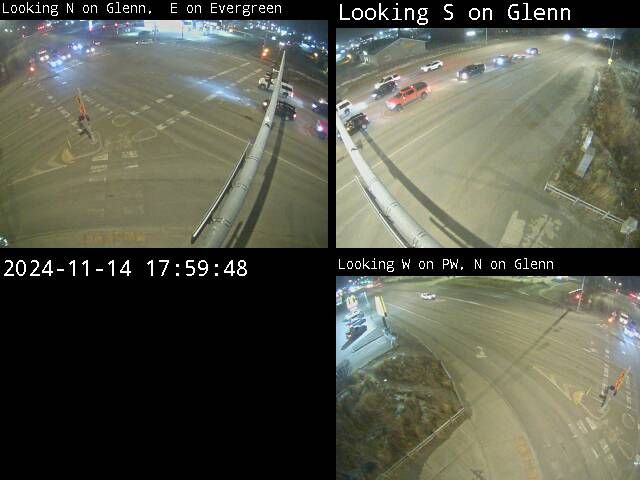 Looking N on Glenn,  E on Evergreen
Looking S on Glenn
2024-11-14 17:59:48
Looking W on PW, N on Glenn